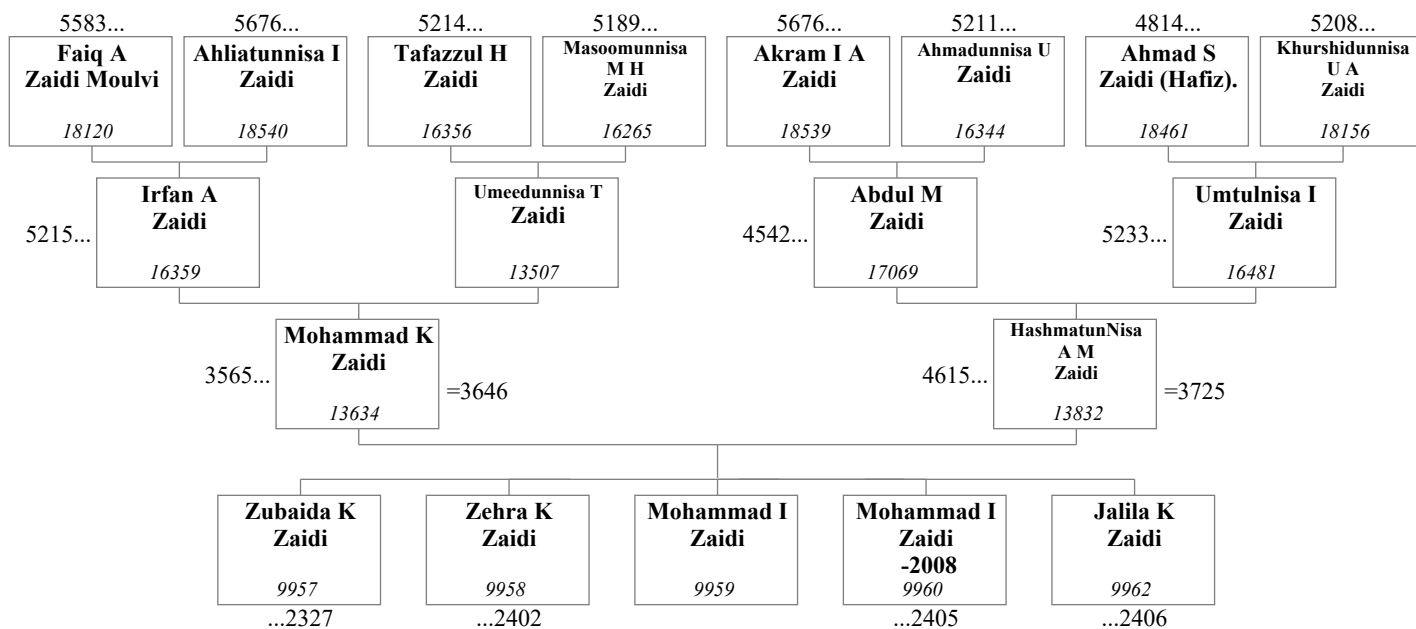 5583...
5676...
5214...
5189...
5676...
5211...
4814...
5208...
Faiq A
Zaidi Moulvi
18120
Ahliatunnisa I
Zaidi
18540
Tafazzul H
Zaidi
16356
Masoomunnisa
M H
Zaidi
16265
Akram I A
Zaidi
18539
Ahmadunnisa U
Zaidi
16344
Ahmad S
Zaidi (Hafiz).
18461
Khurshidunnisa
U A
Zaidi
18156
5215...
Irfan A
Zaidi
16359
Umeedunnisa T
Zaidi
13507
4542...
Abdul M
Zaidi
17069
5233...
Umtulnisa I
Zaidi
16481
3565...
Mohammad K
Zaidi
13634
=3646
4615...
HashmatunNisa
A M
Zaidi
13832
=3725
Zubaida K
Zaidi
9957
...2327
Zehra K
Zaidi
9958
...2402
Mohammad I
Zaidi
9959
Mohammad I
Zaidi
-2008
9960
...2405
Jalila K
Zaidi
9962
...2406